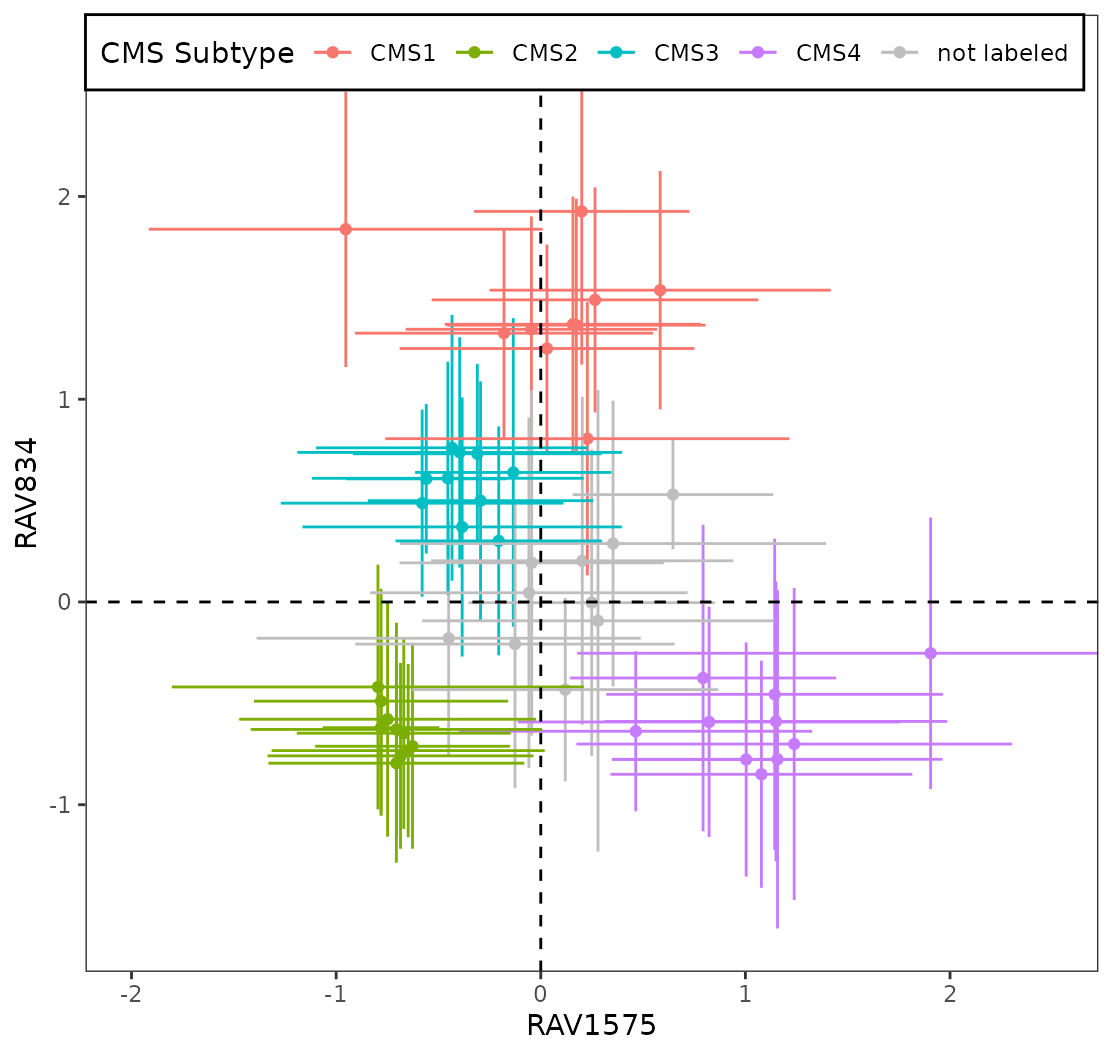 CMS Subtype CMS1 CMS2 CMS3 CMS4 not labeled
2
1
0
-1
RAV834
-2 -1 0 1 2
RAV1575